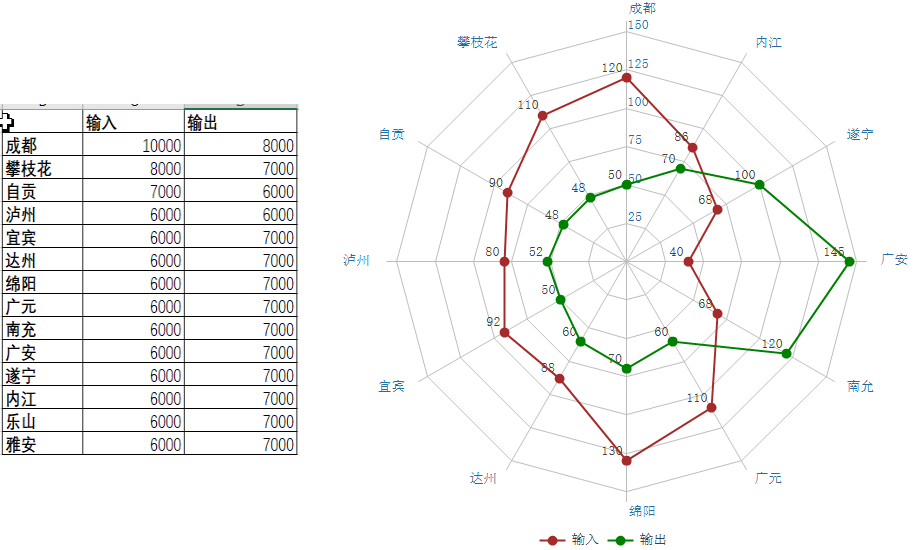 输入 输出
成都 10000 8000
攀枝花 8000 7000
自贡 7000 6000
泸州 6000 6000
宜宾 6000 7000
达州 6000 7000
绵阳 6000 7000
广元 6000 7000
南充 6000 7000
广安 6000 7000
遂宁 6000 7000
内江 6000 7000
乐山 6000 7000
雅安 6000 7000
成都
150
攀枝花 内江
120 125
110 100
自贡 86 75 遂宁
70
90 48 50 50 100
68
48 25
泸州 80 52 40 145 广安
50 68
92 60 60 120
70
宜宾 88 110 南允
130
达州 广元
绵阳
输入 输出